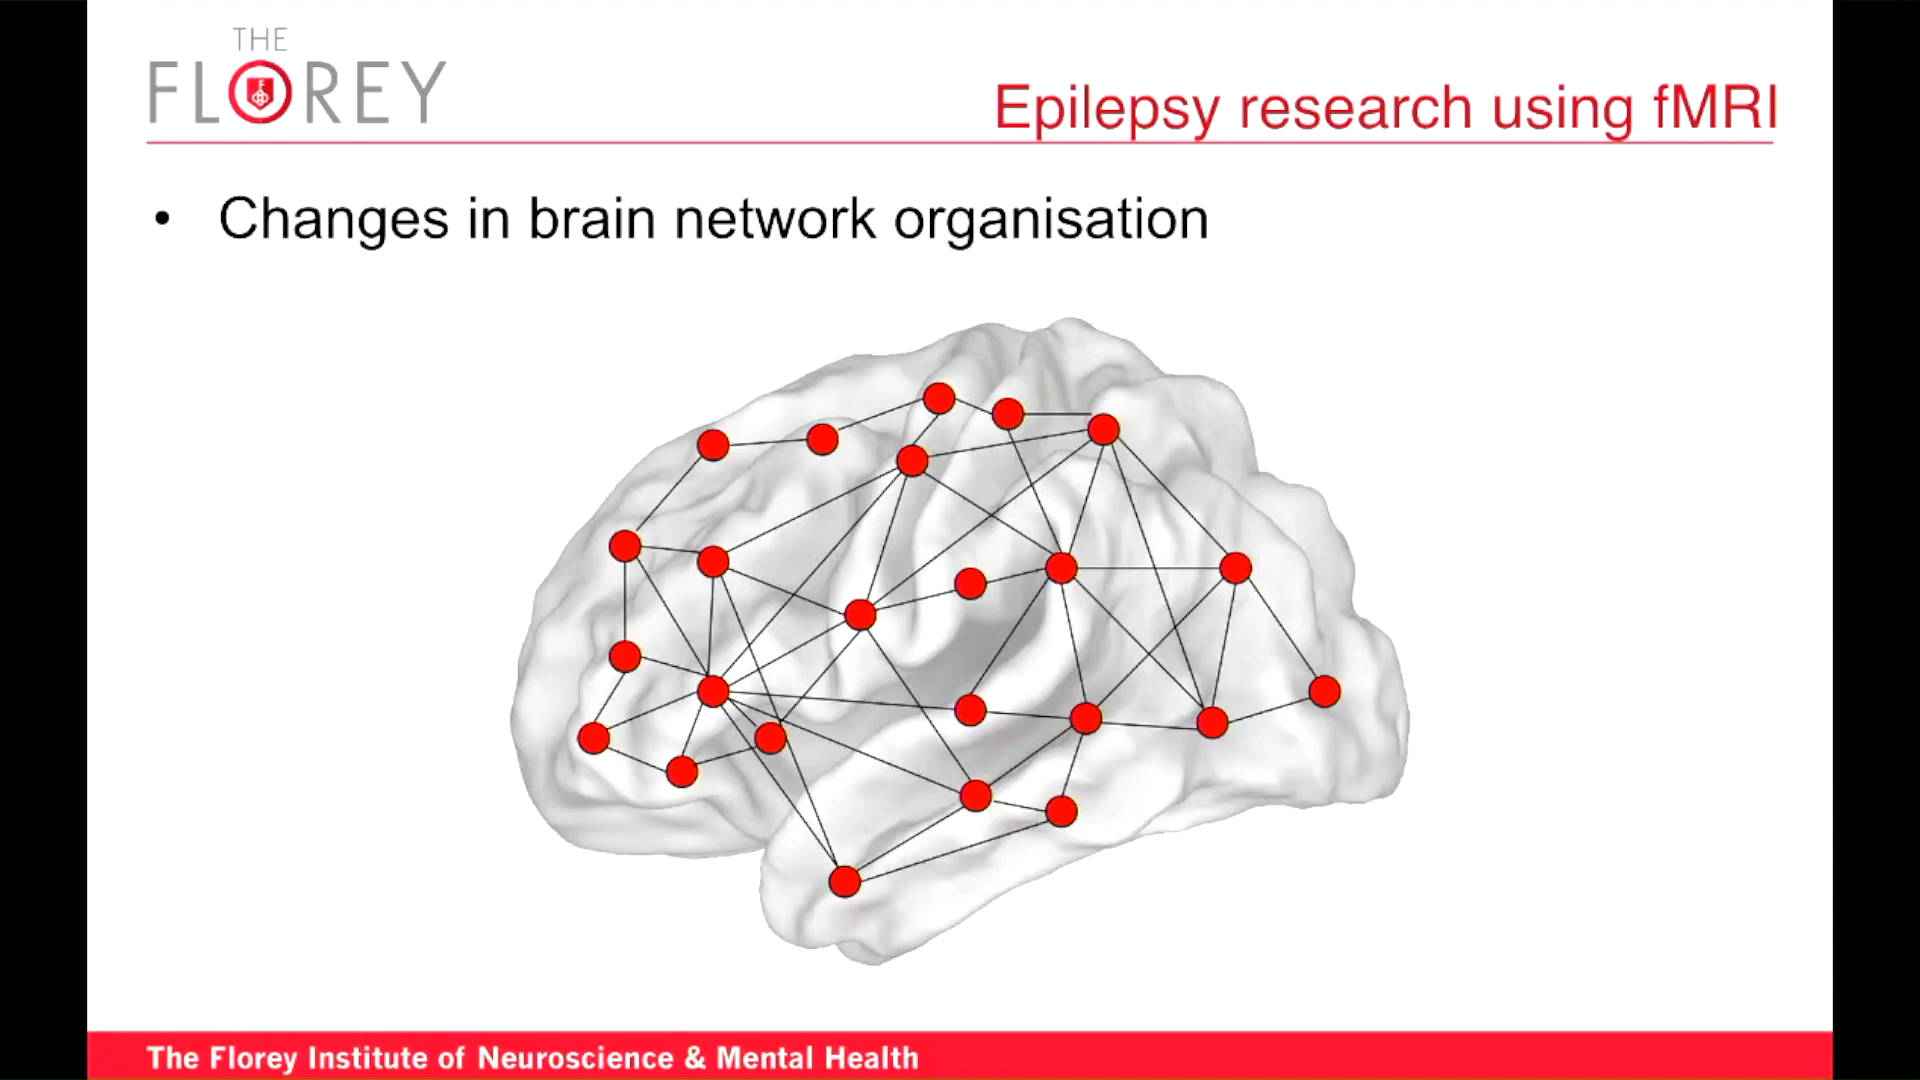 THE
FLOREY
Epilepsy research using fMRI
• Changes in brain network organisation
The Florey Institute of Neuroscience & Mental Health